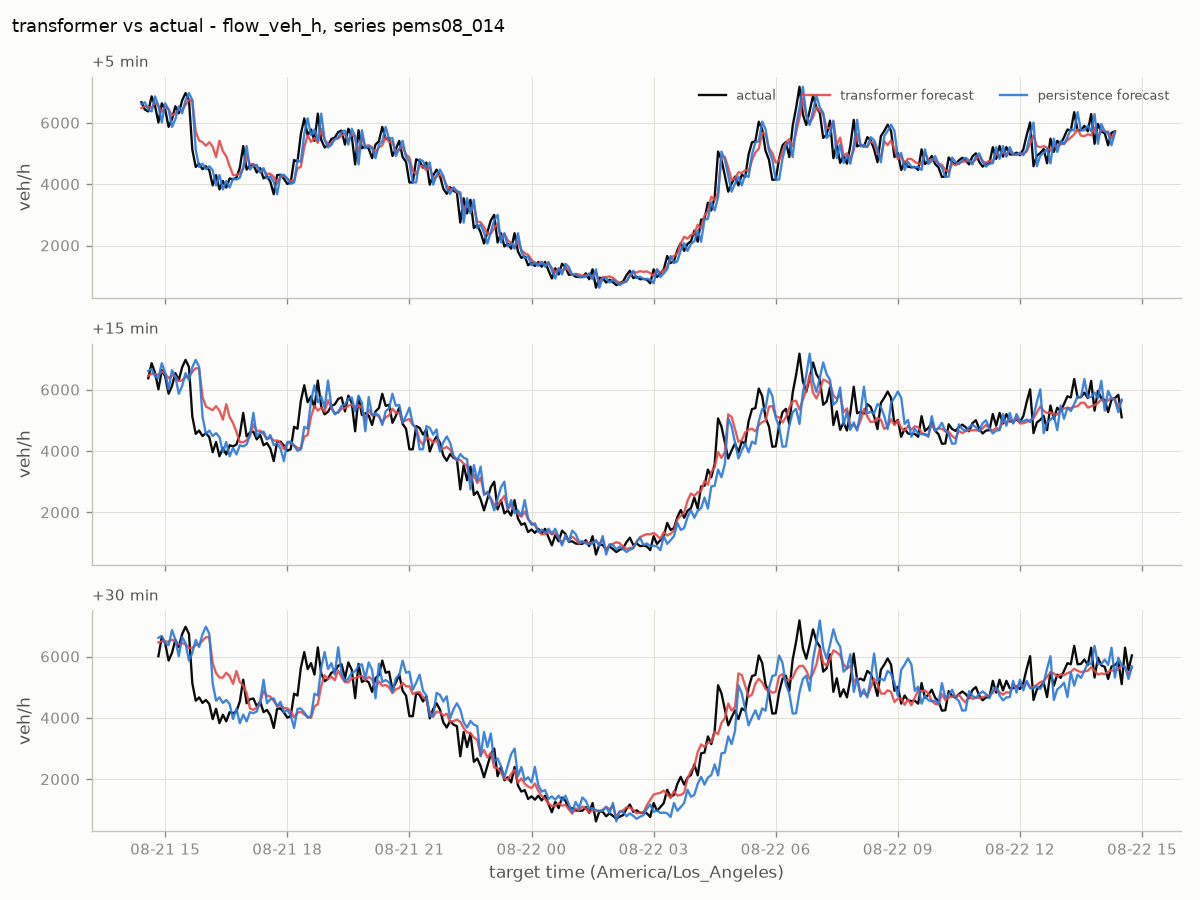 transformer vs actual - flow_veh_h, series pems08_014
+5 min
actual
transformer forecast
persistence forecast
6000
4000
2000
veh/h
+15 min
6000
4000
2000
veh/h
+30 min
6000
4000
2000
veh/h
08-21 15
08-21 18
08-21 21
08-22 00
08-22 03
08-22 06
08-22 09
08-22 12
08-22 15
target time (America/Los_Angeles)